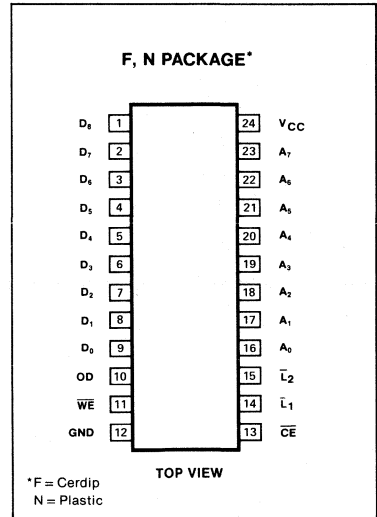 F, N PACKAGE*
D₈ 1 24 VCC
D₇ 2 23 A₇
D₆ 3 22 A₆
D₅ 4 21 A₅
D₄ 5 20 A₄
D₃ 6 19 A₃
D₂ 7 18 A₂
D₁ 8 17 A₁
D₀ 9 16 A₀
OD 10 15 L̅₂
W̅E̅ 11 14 L̅₁
GND 12 13 C̅E̅
TOP VIEW
*F = Cerdip
N = Plastic